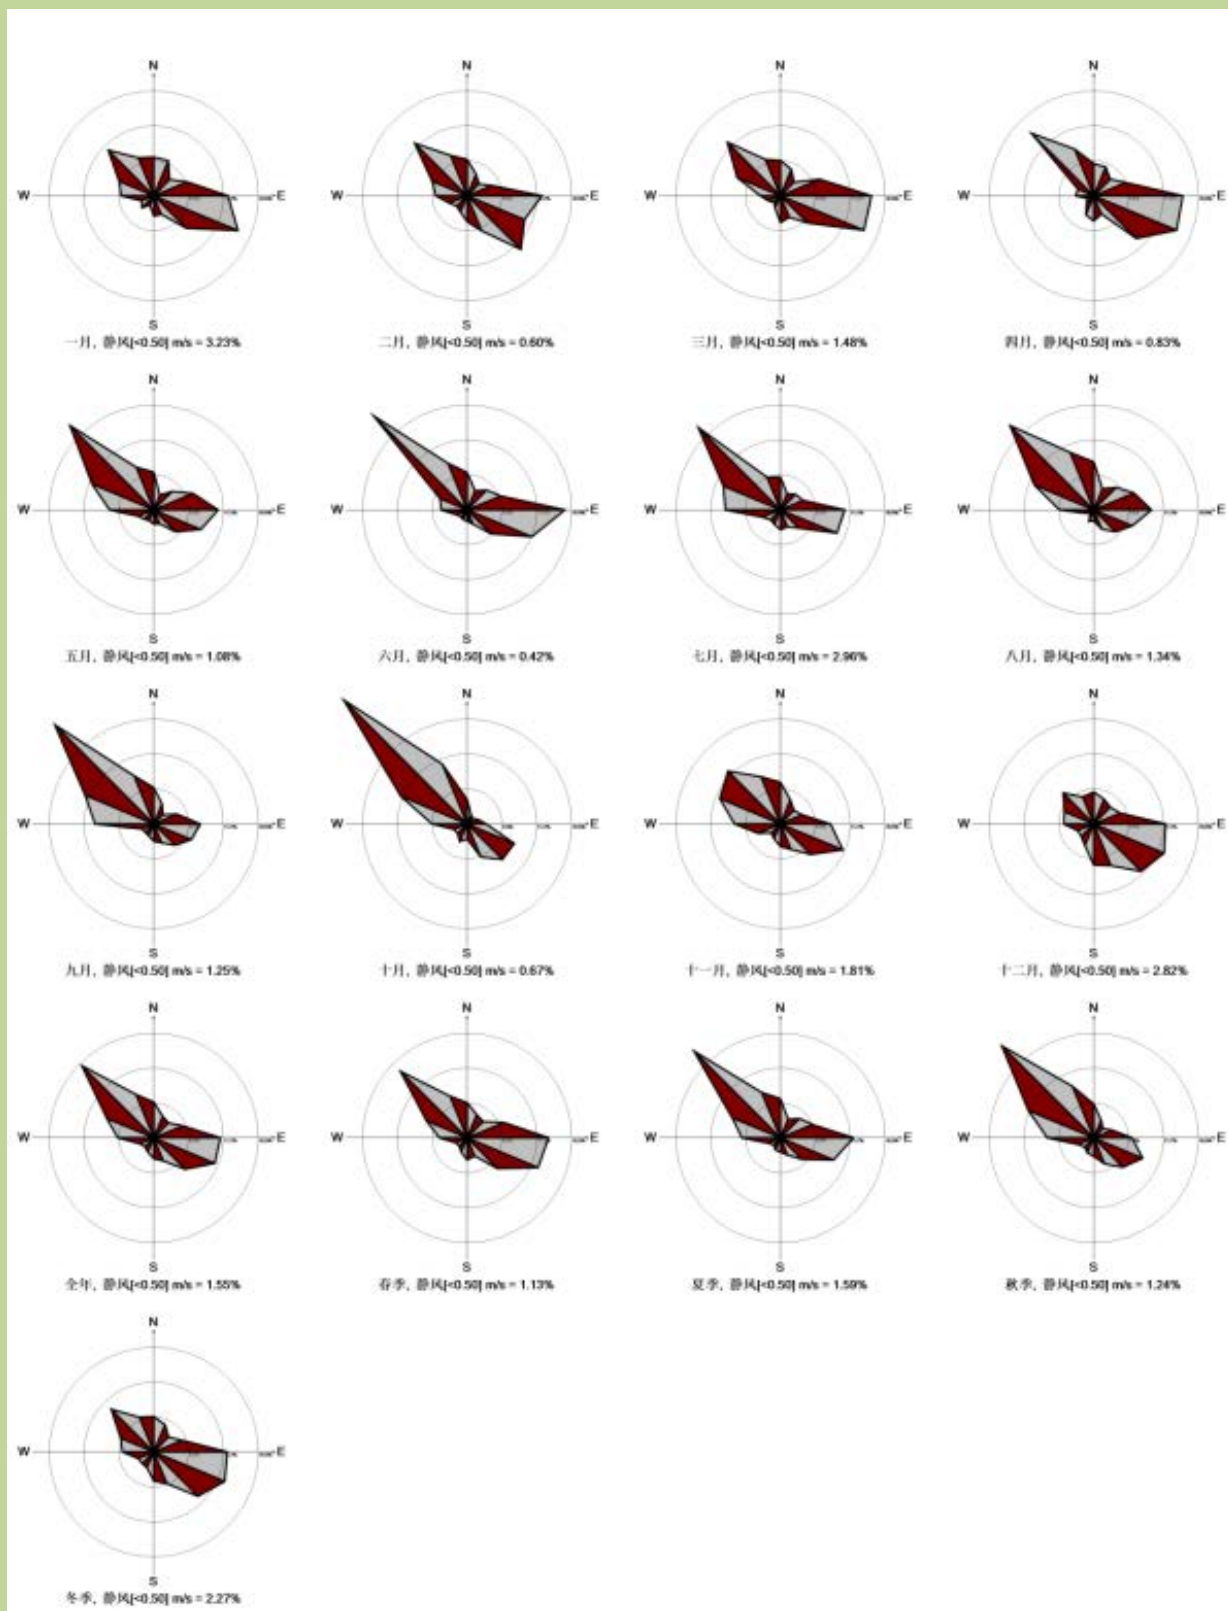 N N N N
W E W E W E W E
S S S S
一月, 静风[<0.50] m/s = 3.23% 二月, 静风[<0.50] m/s = 0.60% 三月, 静风[<0.50] m/s = 1.48% 四月, 静风[<0.50] m/s = 0.83%
N N N N
W E W E W E W E
S S S S
五月, 静风[<0.50] m/s = 1.08% 六月, 静风[<0.50] m/s = 0.42% 七月, 静风[<0.50] m/s = 2.96% 八月, 静风[<0.50] m/s = 1.34%
N N N N
W E W E W E W E
S S S S
九月, 静风[<0.50] m/s = 1.25% 十月, 静风[<0.50] m/s = 0.67% 十一月, 静风[<0.50] m/s = 1.81% 十二月, 静风[<0.50] m/s = 2.82%
N N N N
W E W E W E W E
S S S S
全年, 静风[<0.50] m/s = 1.55% 春季, 静风[<0.50] m/s = 1.13% 夏季, 静风[<0.50] m/s = 1.59% 秋季, 静风[<0.50] m/s = 1.24%
N
W E
S
冬季, 静风[<0.50] m/s = 2.27%